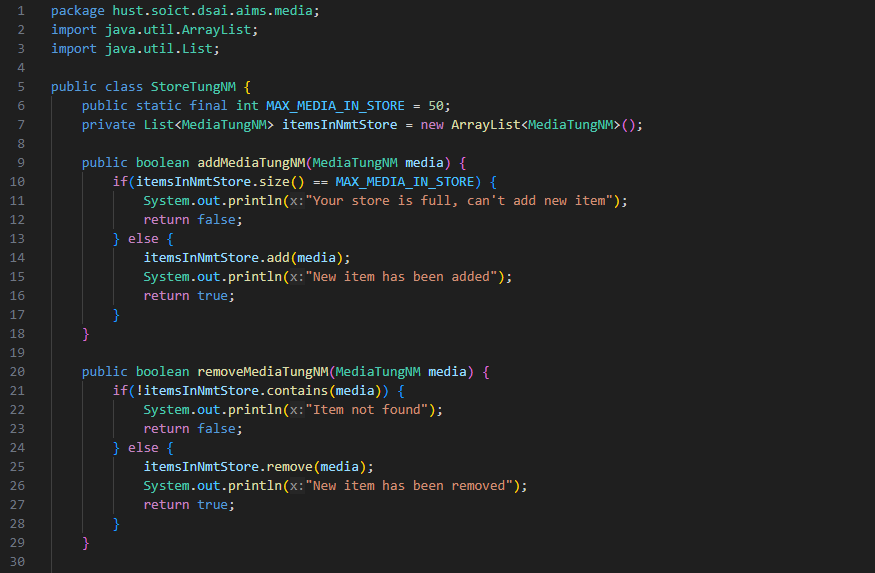 1 package hust.soict.dsai.aims.media;
2 import java.util.ArrayList;
3 import java.util.List;
4
5 public class StoreTungNM {
6     public static final int MAX_MEDIA_IN_STORE = 50;
7     private List<MediaTungNM> itemsInNmtStore = new ArrayList<MediaTungNM>();
8
9     public boolean addMediaTungNM(MediaTungNM media) {
10         if(itemsInNmtStore.size() == MAX_MEDIA_IN_STORE) {
11             System.out.println(x:"Your store is full, can't add new item");
12             return false;
13         } else {
14             itemsInNmtStore.add(media);
15             System.out.println(x:"New item has been added");
16             return true;
17         }
18     }
19
20     public boolean removeMediaTungNM(MediaTungNM media) {
21         if(!itemsInNmtStore.contains(media)) {
22             System.out.println(x:"Item not found");
23             return false;
24         } else {
25             itemsInNmtStore.remove(media);
26             System.out.println(x:"New item has been removed");
27             return true;
28         }
29     }
30